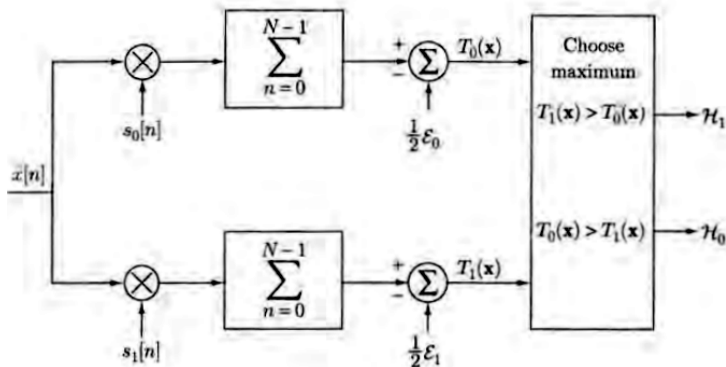 N − 1
∑
n = 0
+
−
Σ
T₀(x)
s₀[n]
½ℰ₀
Choose
maximum
T₁(x) > T₀(x)
ℋ₁
x[n]
T₀(x) > T₁(x)
ℋ₀
N − 1
∑
n = 0
+
−
Σ
T₁(x)
s₁[n]
½ℰ₁